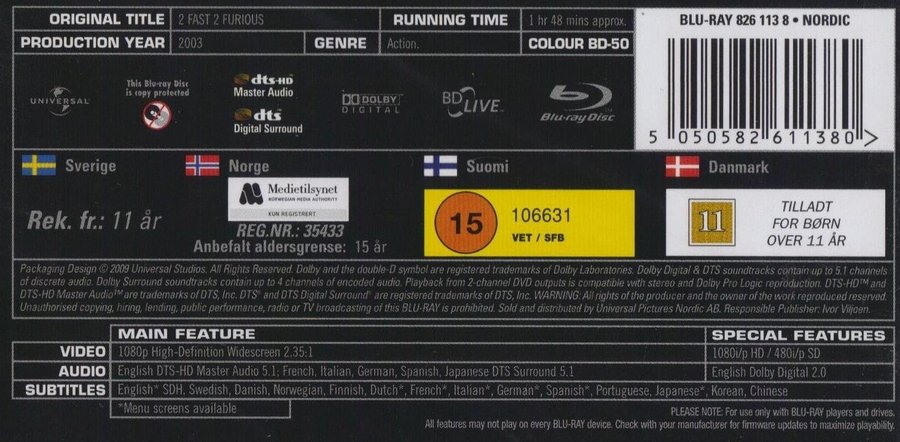 ORIGINAL TITLE 2 FAST 2 FURIOUS RUNNING TIME 1 hr 48 mins approx.
PRODUCTION YEAR 2003 GENRE Action. COLOUR BD-50
BLU-RAY 826 113 8 • NORDIC
5 050582 611380 >
UNIVERSAL
This Blu-ray Disc
is copy protected
dts-HD
Master Audio
dts
Digital Surround
DOLBY
DIGITAL
BD LIVE™
Blu-ray Disc
Sverige
Rek. fr.: 11 år
Norge
Medietilsynet
NORWEGIAN MEDIA AUTHORITY
KUN REGISTRERT
REG.NR.: 35433
Anbefalt aldersgrense: 15 år
Suomi
15 106631
VET / SFB
Danmark
11
TILLADT
FOR BØRN
OVER 11 ÅR
Packaging Design © 2009 Universal Studios. All Rights Reserved. Dolby and the double-D symbol are registered trademarks of Dolby Laboratories. Dolby Digital & DTS soundtracks contain up to 5.1 channels
of discrete audio. Dolby Surround soundtracks contain up to 4 channels of encoded audio. Playback from 2-channel DVD outputs is compatible with stereo and Dolby Pro Logic reproduction. DTS-HD™ and
DTS-HD Master Audio™ are trademarks of DTS, Inc. DTS® and DTS Digital Surround® are registered trademarks of DTS, Inc. WARNING: All rights of the producer and the owner of the work reproduced reserved.
Unauthorised copying, hiring, lending, public performance, radio or TV broadcasting of this BLU-RAY is prohibited. Sold and distributed by Universal Pictures Nordic AB. Responsible Publisher: Ivor Viljoen.
MAIN FEATURE SPECIAL FEATURES
VIDEO 1080p High-Definition Widescreen 2.35:1 1080i/p HD / 480i/p SD
AUDIO English DTS-HD Master Audio 5.1; French, Italian, German, Spanish, Japanese DTS Surround 5.1 English Dolby Digital 2.0
SUBTITLES English* SDH, Swedish, Danish, Norwegian, Finnish, Dutch*, French*, Italian*, German*, Spanish*, Portuguese, Japanese*, Korean, Chinese
*Menu screens available
PLEASE NOTE: For use only with BLU-RAY players and drives.
All features may not play on every BLU-RAY device. Check with your manufacturer for firmware updates to maximize playability.